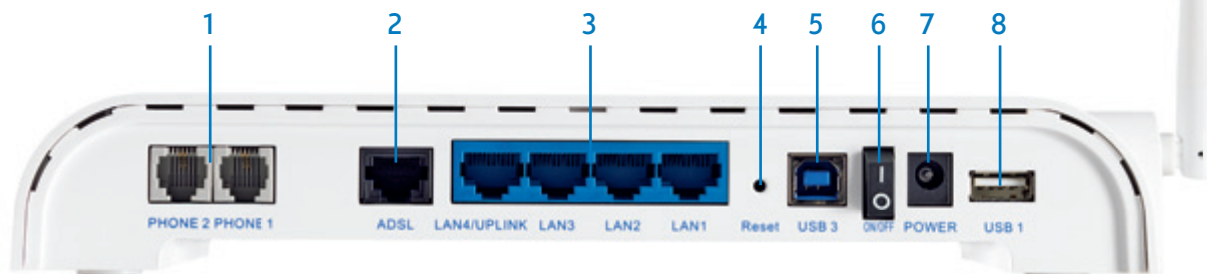 1 2 3 4 5 6 7 8
PHONE 2 PHONE 1 ADSL LAN4/UPLINK LAN3 LAN2 LAN1 Reset USB 3 ON/OFF POWER USB 1